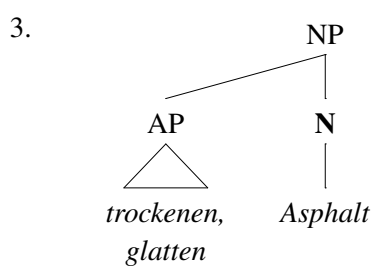 3.
NP
AP N
trockenen, Asphalt
glatten